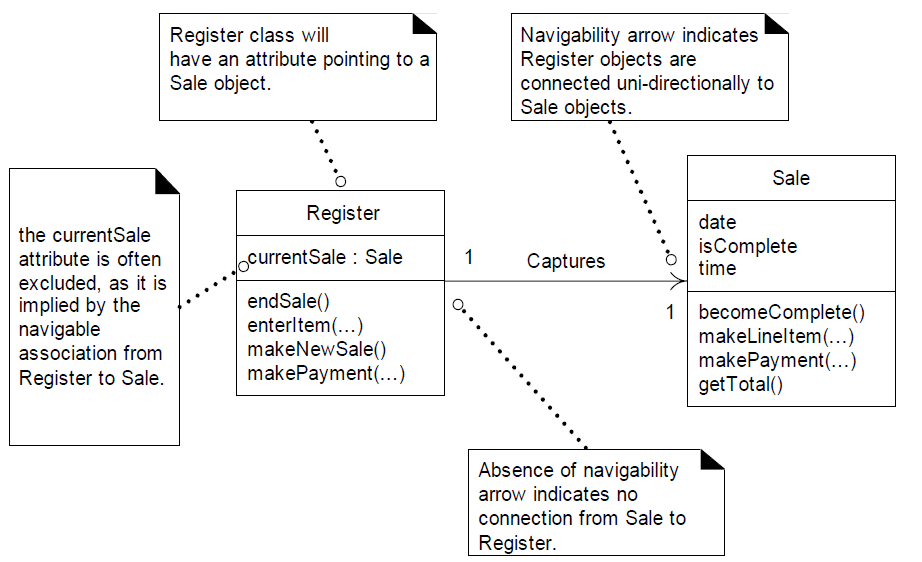 Register class will
have an attribute pointing to a
Sale object.
Navigability arrow indicates
Register objects are
connected uni-directionally to
Sale objects.
the currentSale
attribute is often
excluded, as it is
implied by the
navigable
association from
Register to Sale.
Register
currentSale : Sale
endSale()
enterItem(...)
makeNewSale()
makePayment(...)
1
Captures
1
Sale
date
isComplete
time
becomeComplete()
makeLineItem(...)
makePayment(...)
getTotal()
Absence of navigability
arrow indicates no
connection from Sale to
Register.